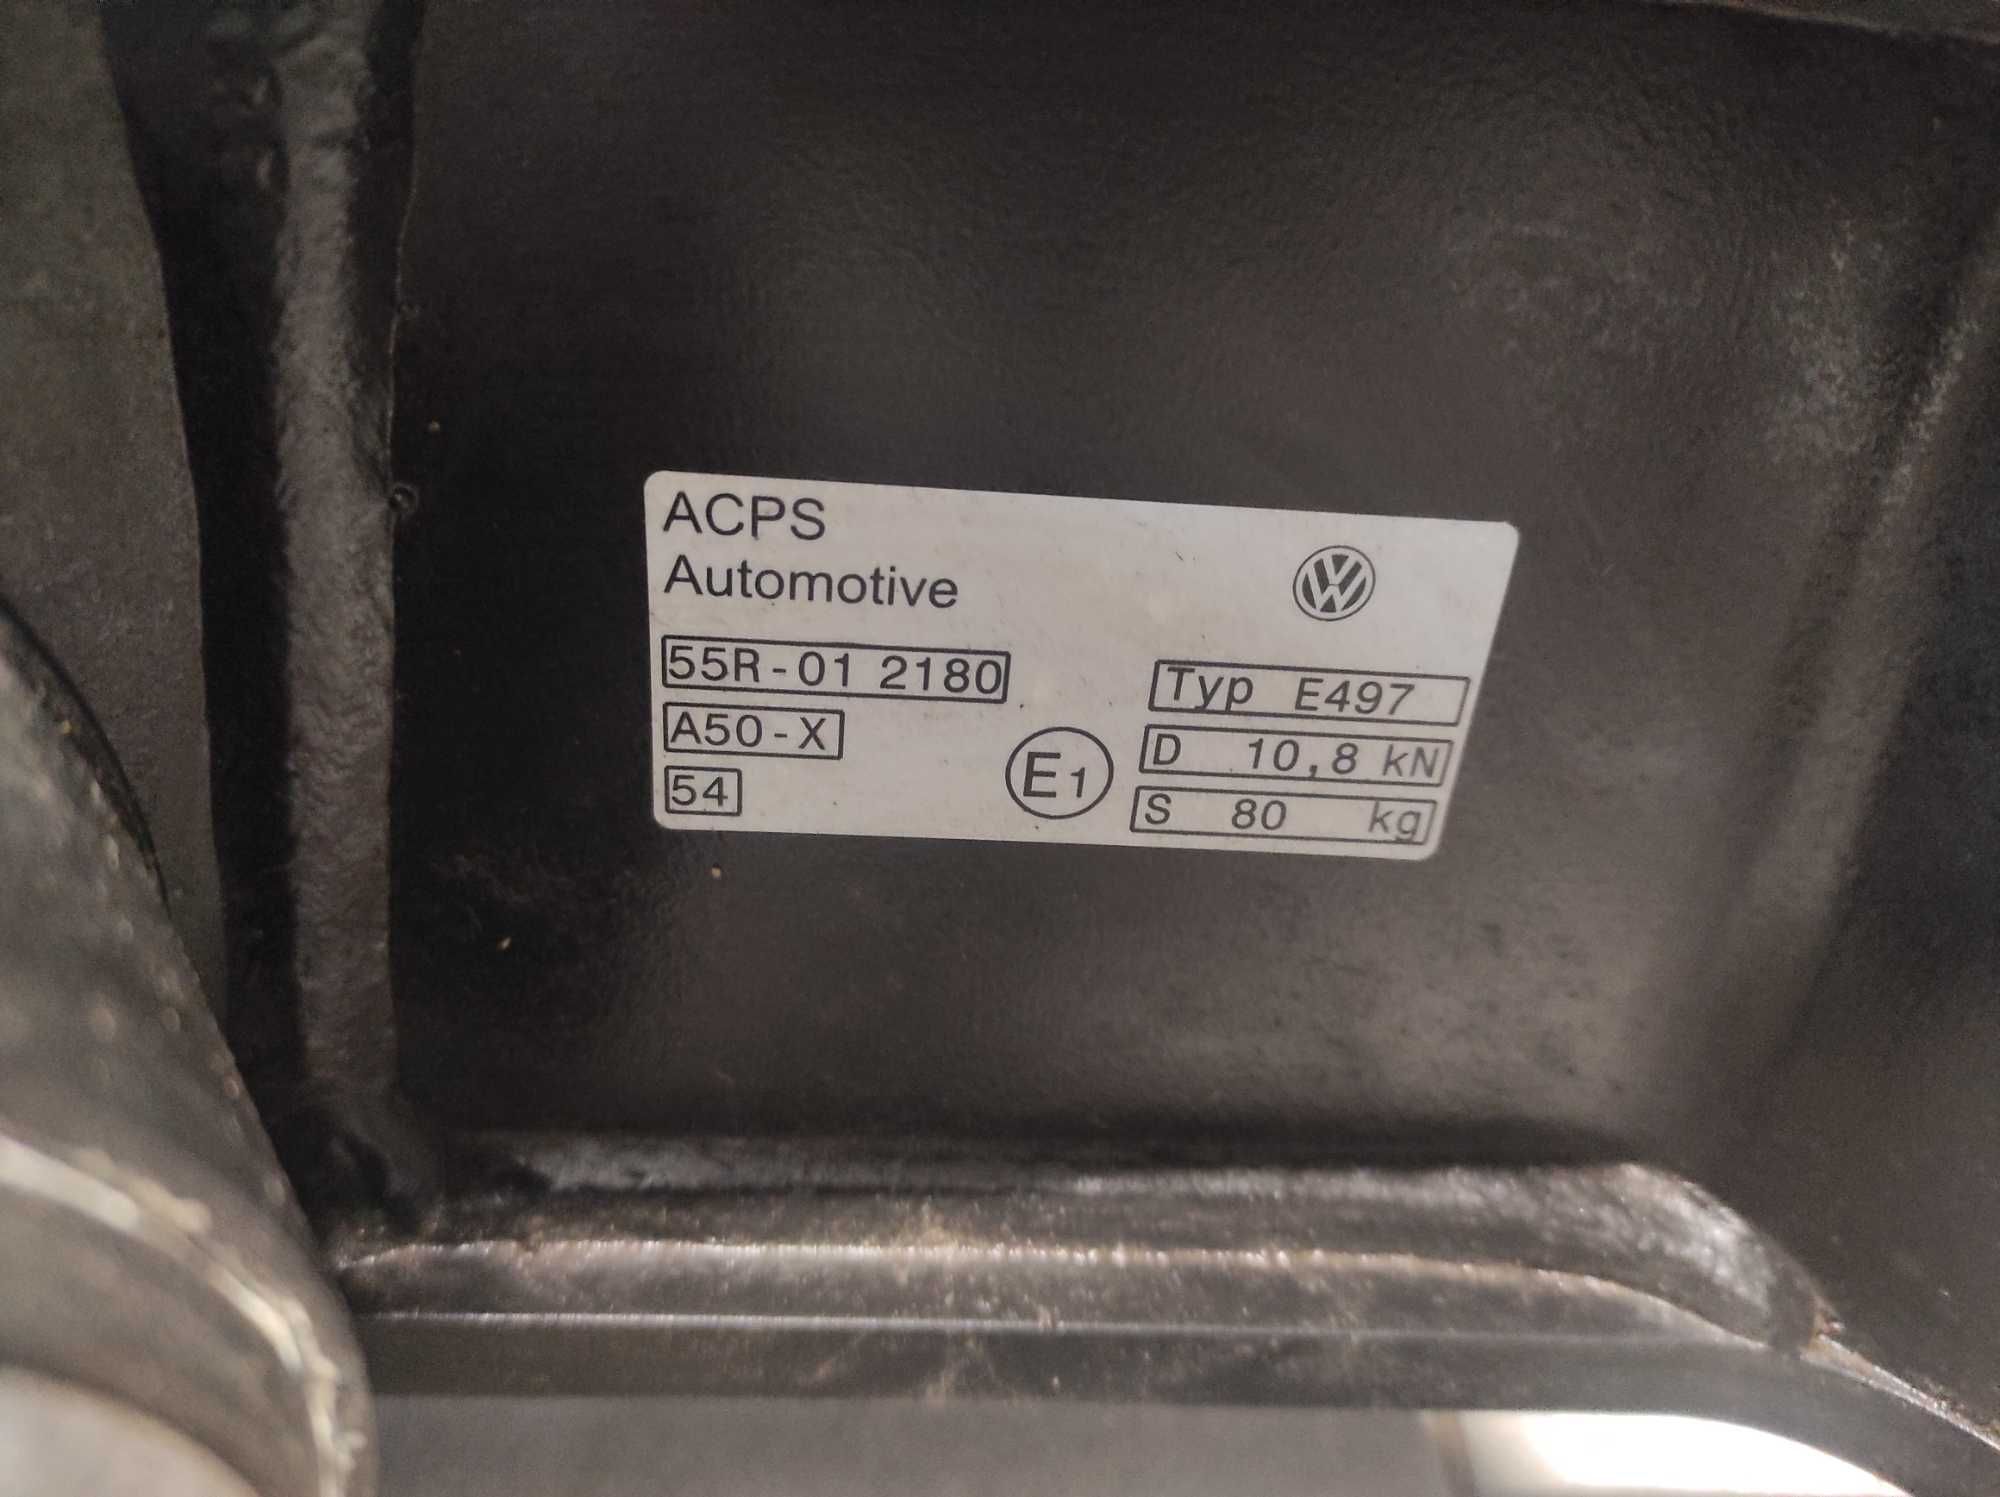 ACPS
Automotive
55R-01 2180
A50-X
54
E1
Typ E497
D 10,8 kN
S 80 kg